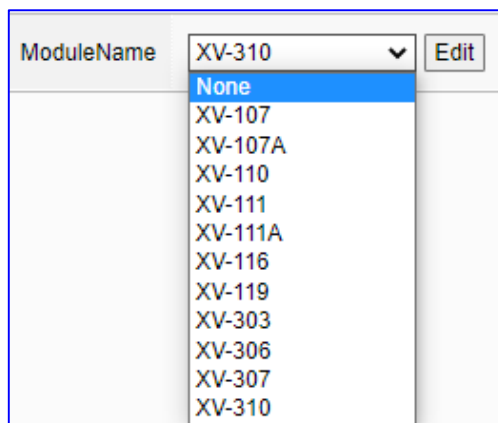 ModuleName XV-310 Edit
None
XV-107
XV-107A
XV-110
XV-111
XV-111A
XV-116
XV-119
XV-303
XV-306
XV-307
XV-310